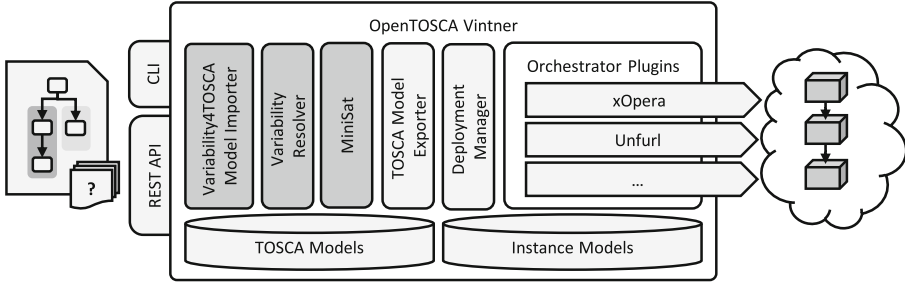 OpenTOSCA Vintner
?
CLI
REST API
Variability4TOSCA
Model Importer
Variability
Resolver
MiniSat
TOSCA Model
Exporter
Deployment
Manager
Orchestrator Plugins
xOpera
Unfurl
...
TOSCA Models
Instance Models